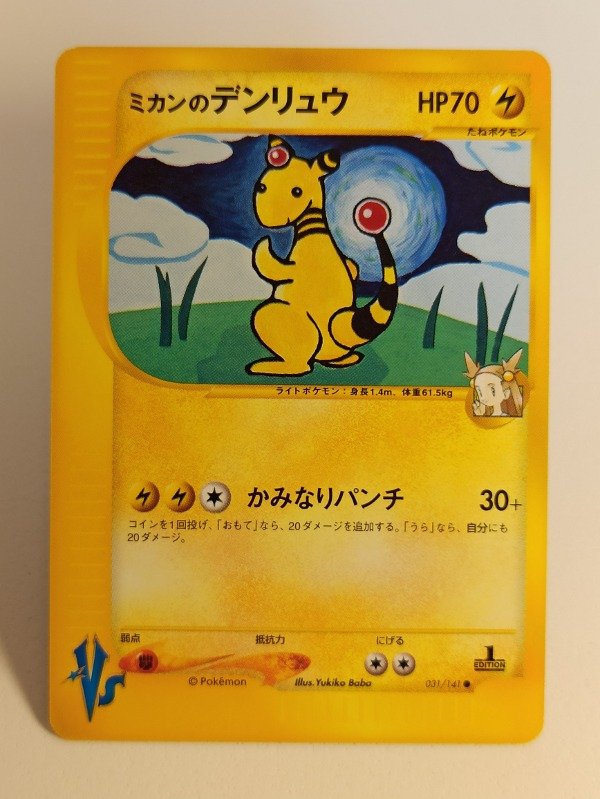 ミカンのデンリュウ HP70
たねポケモン
ライトポケモン：身長1.4m、体重61.5kg
かみなりパンチ 30+
コインを1回投げ、「おもて」なら、20ダメージを追加する。「うら」なら、自分にも
20ダメージ。
弱点 抵抗力 にげる
1
EDITION
VS
© Pokémon Illus. Yukiko Baba 031/141